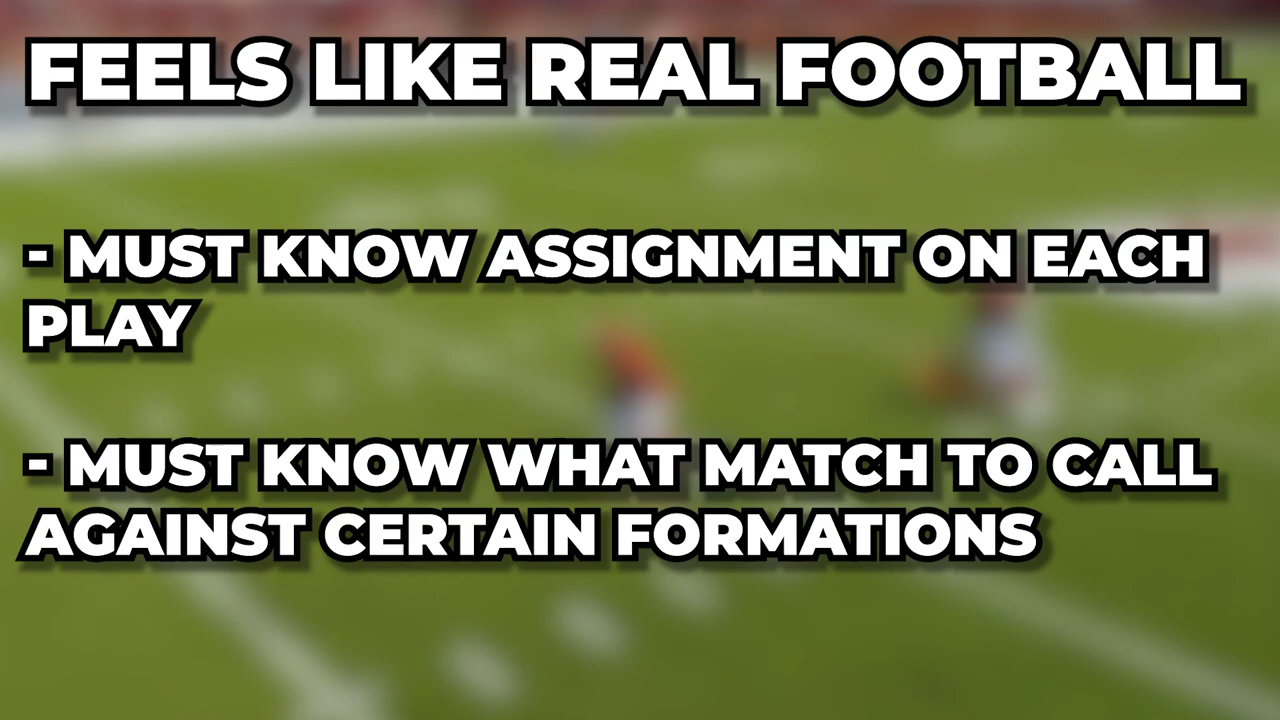 FEELS LIKE REAL FOOTBALL
- MUST KNOW ASSIGNMENT ON EACH
PLAY
- MUST KNOW WHAT MATCH TO CALL
AGAINST CERTAIN FORMATIONS